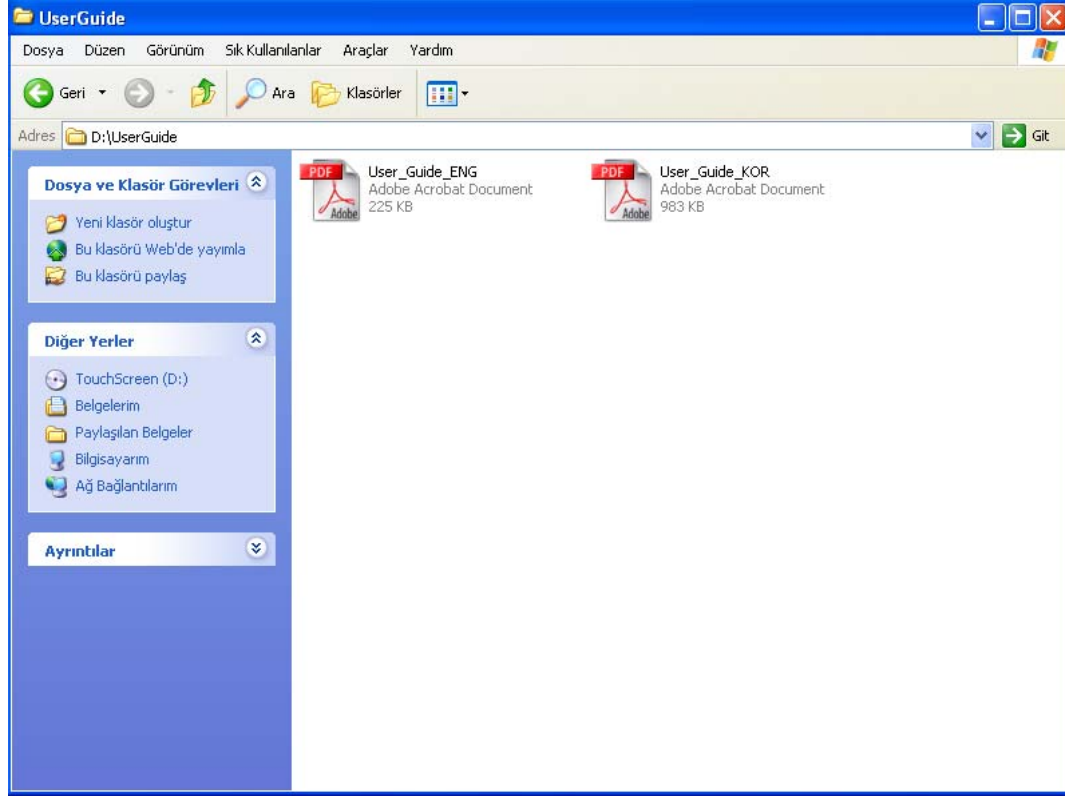 UserGuide
Dosya Düzen Görünüm Sık Kullanılanlar Araçlar Yardım
Geri Ara Klasörler
Adres D:\UserGuide Git
Dosya ve Klasör Görevleri
Yeni klasör oluştur
Bu klasörü Web'de yayımla
Bu klasörü paylaş
Diğer Yerler
TouchScreen (D:)
Belgelerim
Paylaşılan Belgeler
Bilgisayarım
Ağ Bağlantılarım
Ayrıntılar
PDF
Adobe
User_Guide_ENG
Adobe Acrobat Document
225 KB
PDF
Adobe
User_Guide_KOR
Adobe Acrobat Document
983 KB